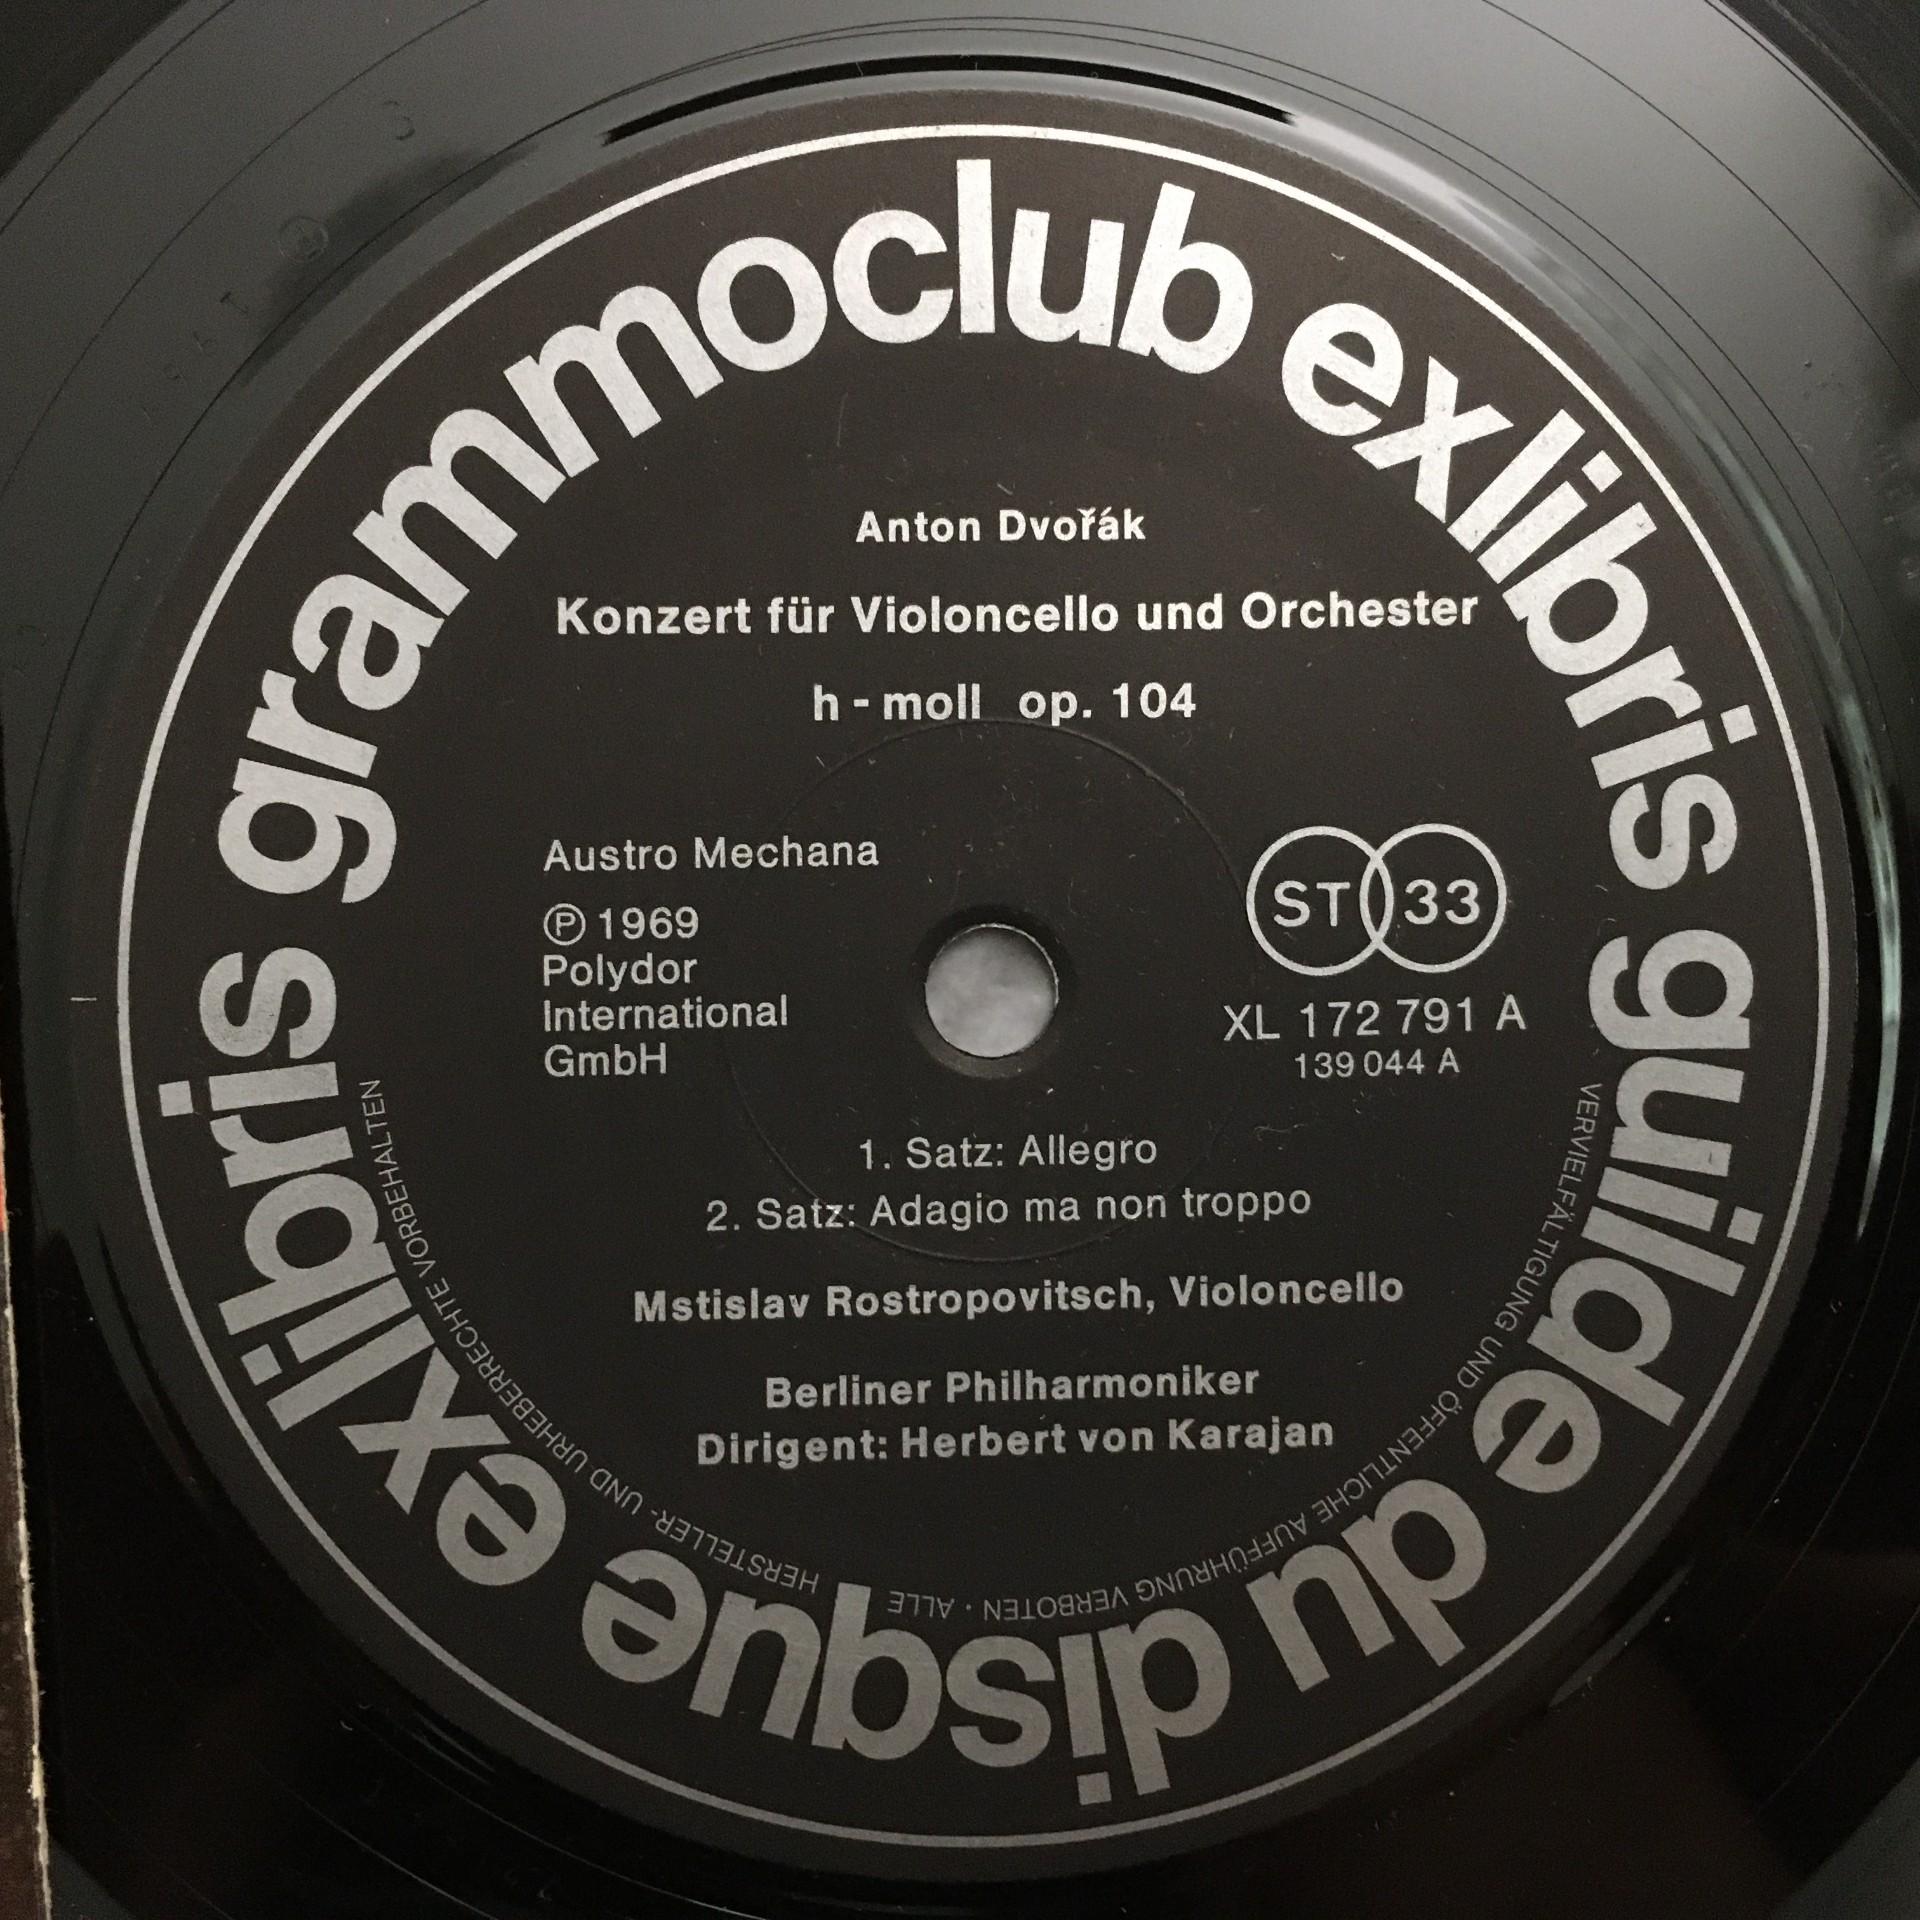 grammoclub exlibris guilde du disque exlibris
Anton Dvořák
Konzert für Violoncello und Orchester
h - moll op. 104
Austro Mechana
ST 33
℗ 1969
Polydor
International
GmbH
XL 172 791 A
139 044 A
1. Satz: Allegro
2. Satz: Adagio ma non troppo
Mstislav Rostropovitsch, Violoncello
Berliner Philharmoniker
Dirigent: Herbert von Karajan
VERVIELFÄLTIGUNG UND ÖFFENTLICHE AUFFÜHRUNG VERBOTEN · ALLE HERSTELLER- UND URHEBERRECHTE VORBEHALTEN